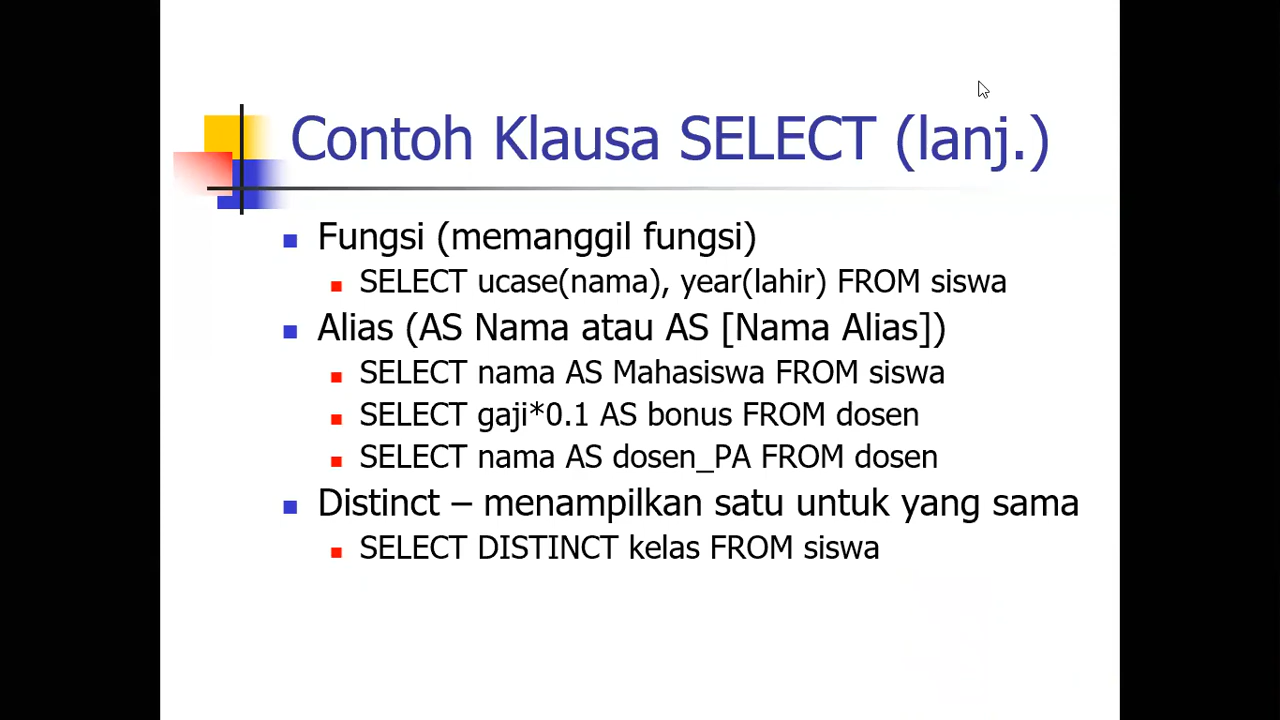 Contoh Klausa SELECT (lanj.)
Fungsi (memanggil fungsi)
SELECT ucase(nama), year(lahir) FROM siswa
Alias (AS Nama atau AS [Nama Alias])
SELECT nama AS Mahasiswa FROM siswa
SELECT gaji*0.1 AS bonus FROM dosen
SELECT nama AS dosen_PA FROM dosen
Distinct – menampilkan satu untuk yang sama
SELECT DISTINCT kelas FROM siswa